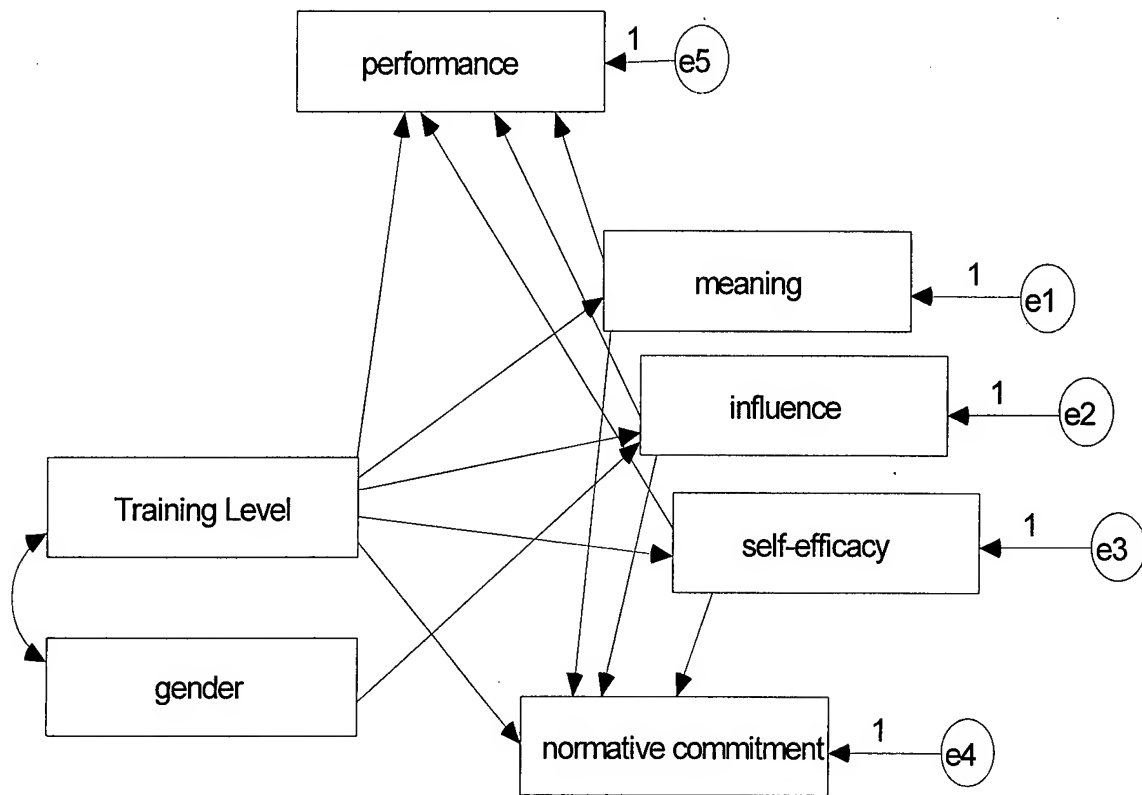 performance
1
e5
meaning
1
e1
influence
1
e2
Training Level
self-efficacy
1
e3
gender
normative commitment
1
e4